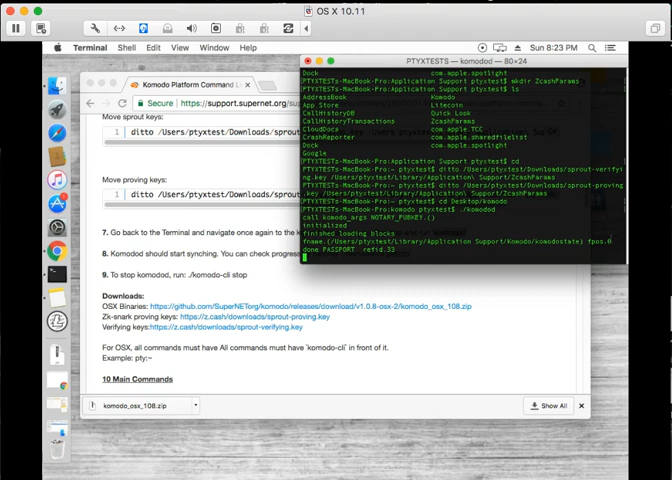 OS X 10.11
Terminal Shell Edit View Window Help
Sun 8:23 PM
PTYXTESTs — komodod — 80×24
Dock com.apple.spotlight
[PTYXTESTs-MacBook-Pro:Application Support ptyxtest$ mkdir ZcashParams
[PTYXTESTs-MacBook-Pro:Application Support ptyxtest$ ls
AddressBook Komodo
App Store Litecoin
CallHistoryDB Quick Look
CallHistoryTransactions ZcashParams
CloudDocs com.apple.TCC
CrashReporter com.apple.sharedfilelist
Dock com.apple.spotlight
Google
[PTYXTESTs-MacBook-Pro:Application Support ptyxtest$ cd
[PTYXTESTs-MacBook-Pro:~ ptyxtest$ ditto /Users/ptyxtest/Downloads/sprout-verifyi
ng.key /Users/ptyxtest/Library/Application\ Support/ZcashParams
[PTYXTESTs-MacBook-Pro:~ ptyxtest$ ditto /Users/ptyxtest/Downloads/sprout-proving
.key /Users/ptyxtest/Library/Application\ Support/ZcashParams
[PTYXTESTs-MacBook-Pro:~ ptyxtest$ cd Desktop/komodo
[PTYXTESTs-MacBook-Pro:komodo ptyxtest$ ./komodod
call komodo_args NOTARY_PUBKEY.()
initialized
finished loading blocks
fname.(/Users/ptyxtest/Library/Application Support/Komodo/komodostate) fpos.0
done PASSPORT refid.33
Komodo Platform Command L
Secure https://support.supernet.org/su
Move sprout keys:
1 ditto /Users/ptyxtest/Downloads/sprou
Move proving keys:
1 ditto /Users/ptyxtest/Downloads/sprou
7. Go back to the Terminal and navigate once again to the k
8. Komodod should start synching. You can check progress
9. To stop komodod, run: ./komodo-cli stop
Downloads:
OSX Binaries: https://github.com/SuperNETorg/komodo/releases/download/v1.0.8-osx-2/komodo_osx_108.zip
Zk-snark proving keys: https://z.cash/downloads/sprout-proving.key
Verifying keys:https://z.cash/downloads/sprout-verifying.key
For OSX, all commands must have All commands must have `komodo-cli` in front of it.
Example: pty:~
10 Main Commands
komodo_osx_108.zip
Show All